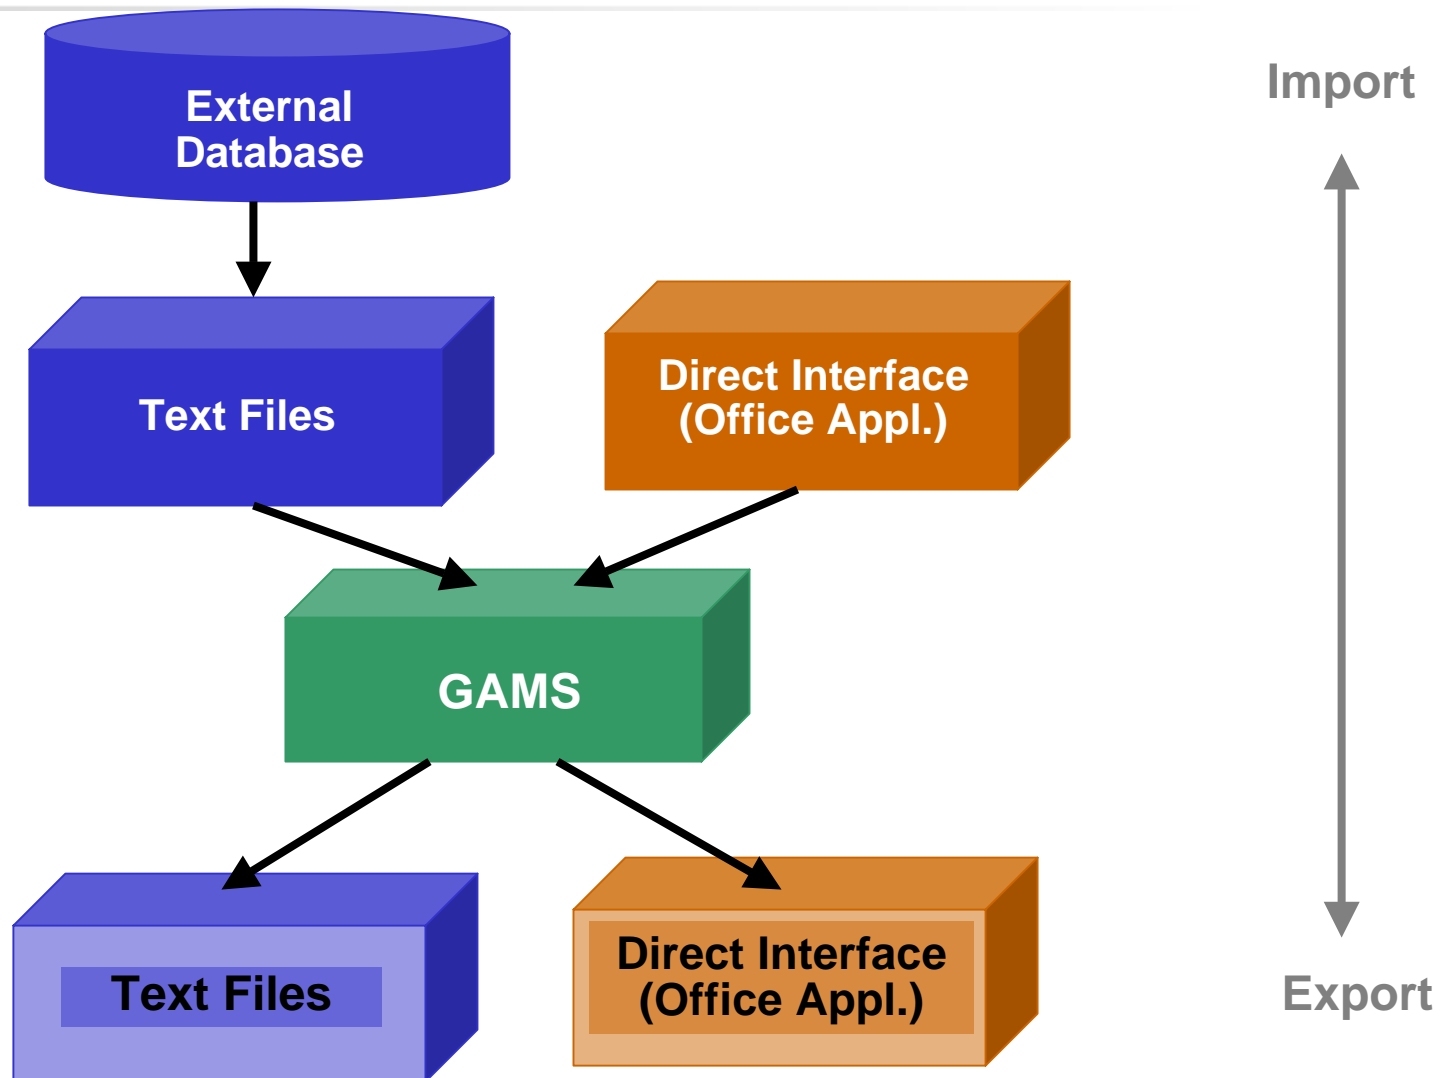 External
Database
Import
Text Files
Direct Interface
(Office Appl.)
GAMS
Text Files
Direct Interface
(Office Appl.)
Export